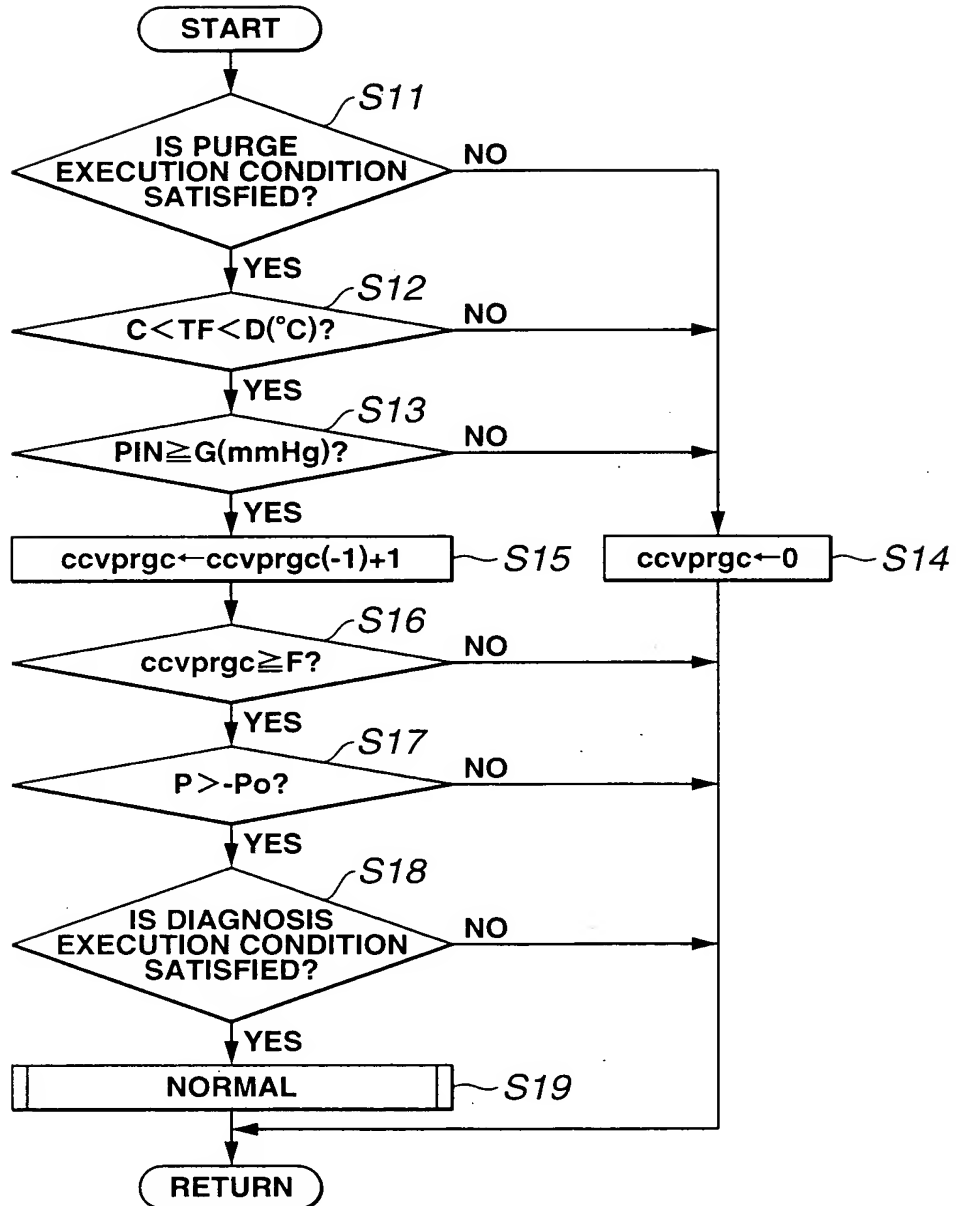 START
S11
IS PURGE
EXECUTION CONDITION
SATISFIED?
NO
YES
S12
C<TF<D(°C)?
NO
YES
S13
PIN≧G(mmHg)?
NO
YES
ccvprgc←ccvprgc(-1)+1
S15
ccvprgc←0
S14
S16
ccvprgc≧F?
NO
YES
S17
P>-Po?
NO
YES
S18
IS DIAGNOSIS
EXECUTION CONDITION
SATISFIED?
NO
YES
NORMAL
S19
RETURN